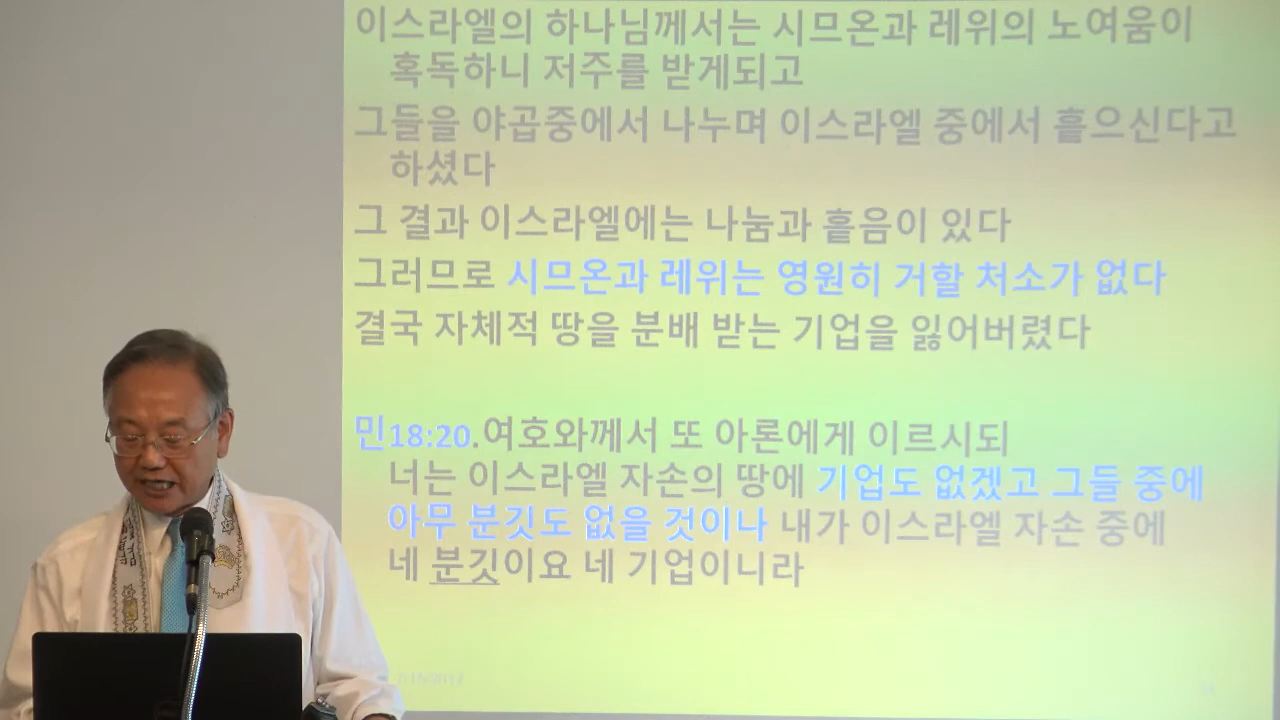 이스라엘의 하나님께서는 시므온과 레위의 노여움이
혹독하니 저주를 받게되고
그들을 야곱중에서 나누며 이스라엘 중에서 흩으신다고
하셨다
그 결과 이스라엘에는 나눔과 흩음이 있다
그러므로 시므온과 레위는 영원히 거할 처소가 없다
결국 자체적 땅을 분배 받는 기업을 잃어버렸다
민18:20.여호와께서 또 아론에게 이르시되
너는 이스라엘 자손의 땅에 기업도 없겠고 그들 중에
아무 분깃도 없을 것이나 내가 이스라엘 자손 중에
네 분깃이요 네 기업이니라